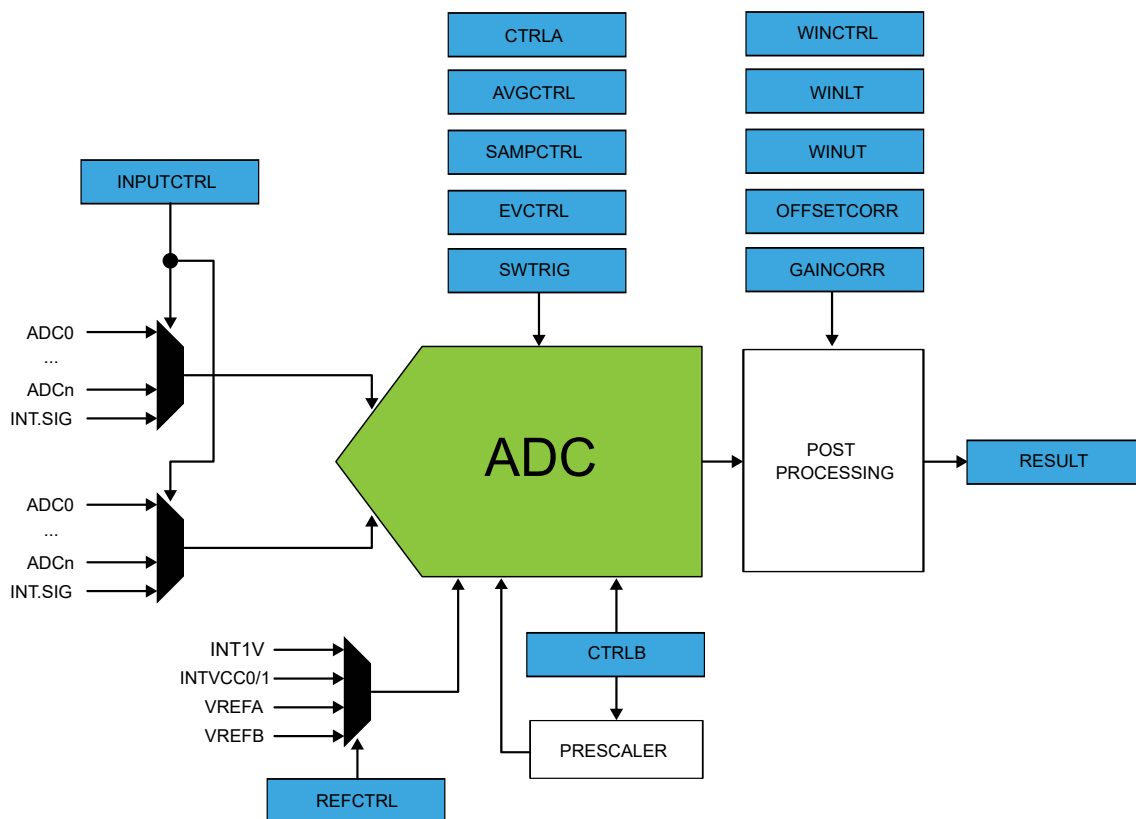 CTRLA
WINCTRL
AVGCTRL
WINLT
SAMPCTRL
WINUT
INPUTCTRL
EVCTRL
OFFSETCORR
SWTRIG
GAINCORR
ADC0
...
ADCn
INT.SIG
ADC
POST
PROCESSING
RESULT
ADC0
...
ADCn
INT.SIG
INT1V
CTRLB
INTVCC0/1
VREFA
VREFB
PRESCALER
REFCTRL